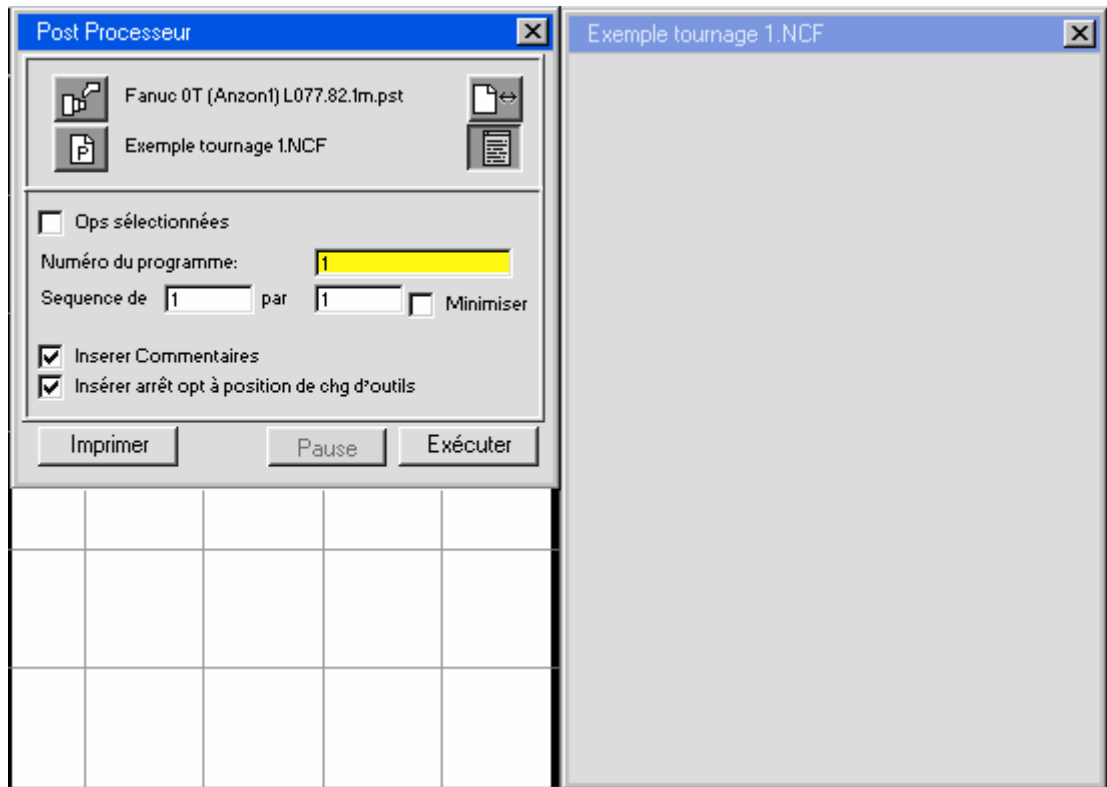 Post Processeur
Fanuc 0T (Anzon1) L077.82.1m.pst
P
Exemple tournage 1.NCF
Ops sélectionnées
Numéro du programme: 1
Sequence de 1 par 1 Minimiser
Inserer Commentaires
Insérer arrêt opt à position de chg d'outils
Imprimer Pause Exécuter
Exemple tournage 1.NCF